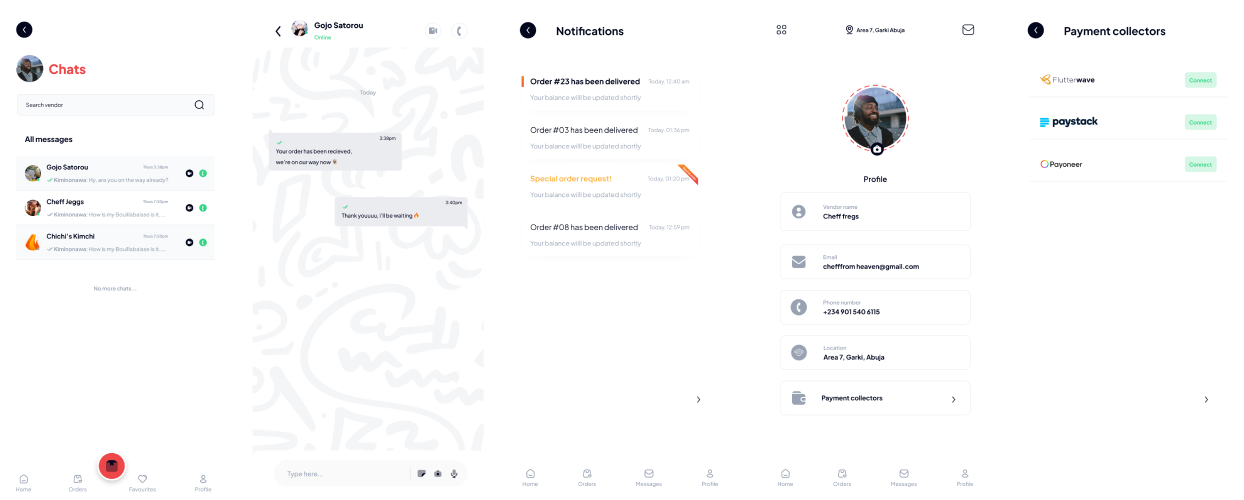 Chats
Search vendor
All messages
Gojo Satorou
Thurs 3:38pm
Kiminonawa: Hy, are you on the way already?
Cheff Jeggs
Thurs 7:38pm
Kiminonawa: How is my Bouillabaisse is it....
Chichi's Kimchi
Thurs 7:38pm
Kiminonawa: How is my Bouillabaisse is it....
No more chats...
Home
Orders
Favourites
Profile
Gojo Satorou
Online
Today
3:38pm
Your order has been recieved,
we're on our way now
3:40pm
Thank youuuu, I'll be waiting 🔥
Type here...
Notifications
Order #23 has been delivered
Today, 12:40 am
Your balance will be updated shortly
Order #03 has been delivered
Today, 01:36 pm
Your balance will be updated shortly
Special order request!
Today, 01:20 pm
Your balance will be updated shortly
Order #08 has been delivered
Today, 12:59 pm
Your balance will be updated shortly
Home
Orders
Messages
Profile
Area 7, Garki Abuja
Profile
Vendor name
Cheff fregs
Email
chefffrom heaven@gmail.com
Phone number
+234 901 540 6115
Location
Area 7, Garki, Abuja
Payment collectors
Home
Orders
Messages
Profile
Payment collectors
Flutterwave
Connect
paystack
Connect
Payoneer
Connect